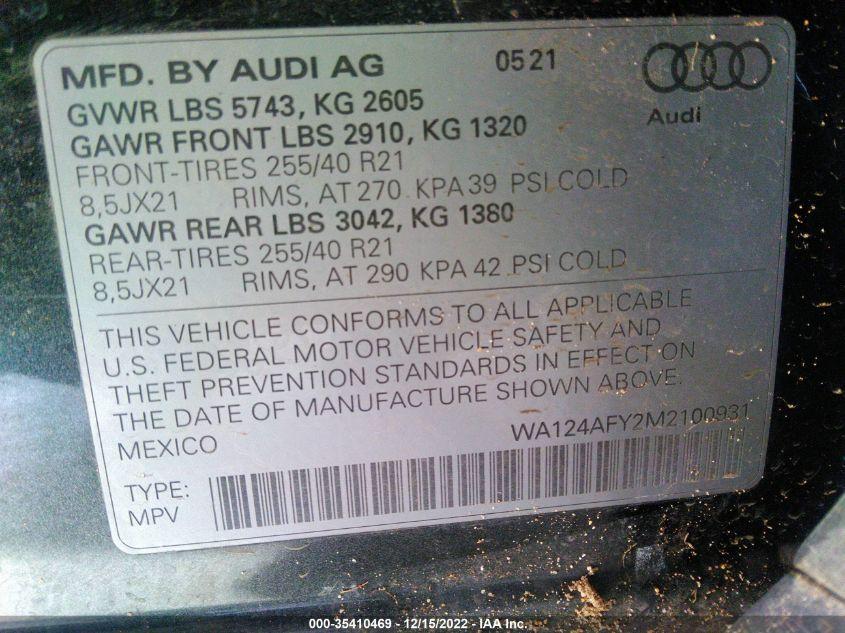 MFD. BY AUDI AG 05 21
GVWR LBS 5743, KG 2605
Audi
GAWR FRONT LBS 2910, KG 1320
FRONT-TIRES 255/40 R21
8,5JX21 RIMS, AT 270 KPA 39 PSI COLD
GAWR REAR LBS 3042, KG 1380
REAR-TIRES 255/40 R21
8,5JX21 RIMS, AT 290 KPA 42 PSI COLD
THIS VEHICLE CONFORMS TO ALL APPLICABLE
U.S. FEDERAL MOTOR VEHICLE SAFETY AND
THEFT PREVENTION STANDARDS IN EFFECT ON
THE DATE OF MANUFACTURE SHOWN ABOVE.
MEXICO WA124AFY2M2100931
TYPE:
MPV
000-35410469 - 12/15/2022 - IAA Inc.